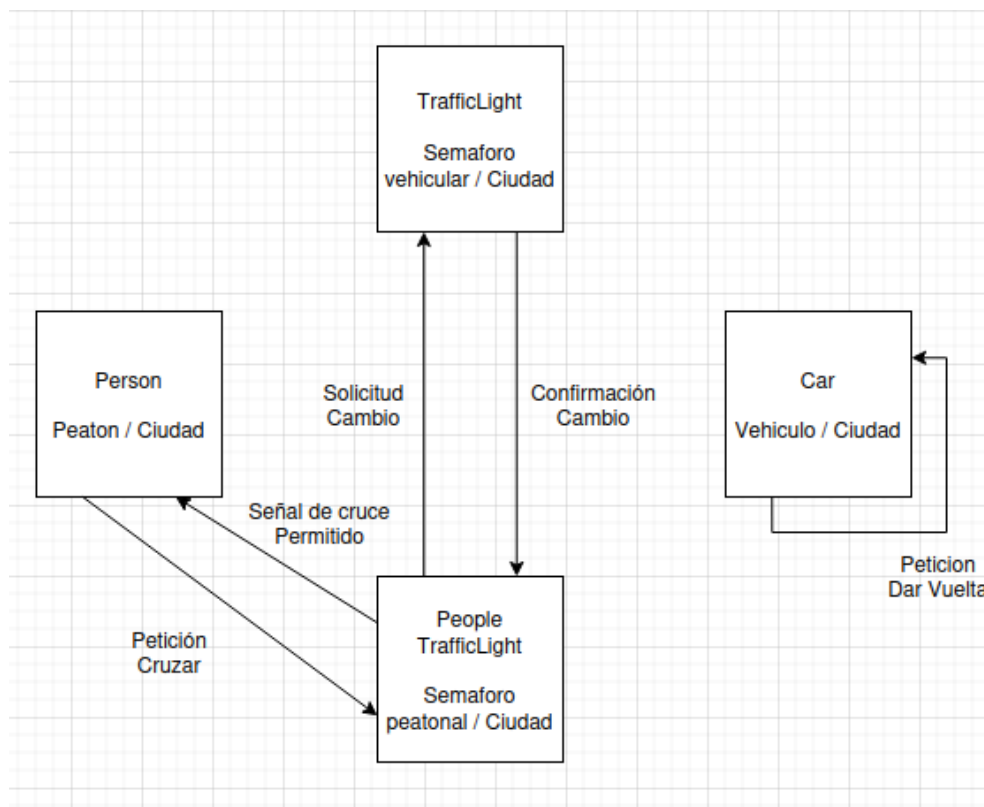 TrafficLight
Semaforo
vehicular / Ciudad
Person
Peaton / Ciudad
Solicitud
Cambio
Confirmación
Cambio
Car
Vehiculo / Ciudad
Señal de cruce
Permitido
Petición
Cruzar
People
TrafficLight
Semaforo
peatonal / Ciudad
Peticion
Dar Vuelta